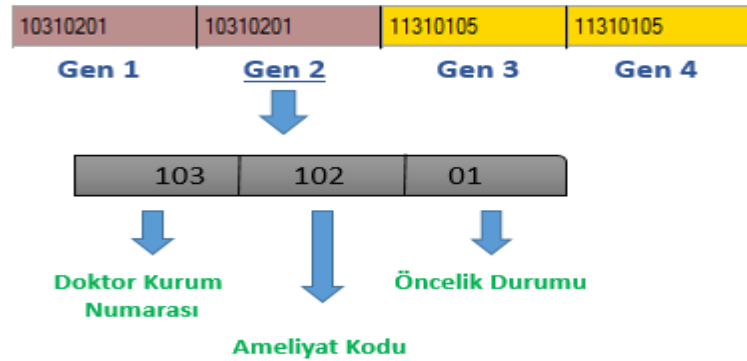 10310201 10310201 11310105 11310105
Gen 1 Gen 2 Gen 3 Gen 4
103 102 01
Doktor Kurum
Numarası
Öncelik Durumu
Ameliyat Kodu